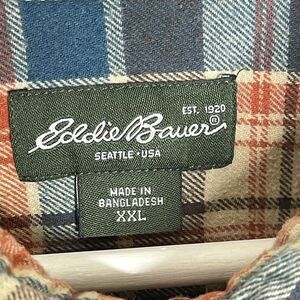 EST. 1920
Eddie Bauer®
SEATTLE · USA
MADE IN
BANGLADESH
XXL